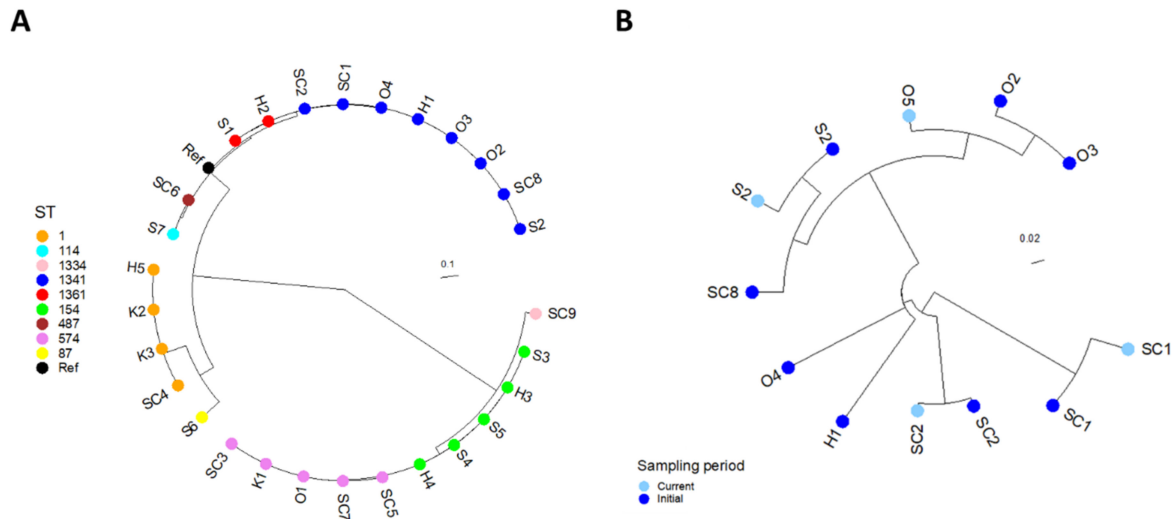 A
B
SC2
SC1
O4
H1
O3
O2
SC8
S2
H2
S1
Ref
SC6
S7
H5
K2
K3
SC4
S6
SC3
K1
O1
SC7
SC5
H4
S4
S5
H3
S3
SC9
0.1
ST
1
114
1334
1341
1361
154
487
574
87
Ref
O2
O5
S2
O3
S2
0.02
SC8
SC1
O4
H1
SC2
SC2
SC1
Sampling period
Current
Initial